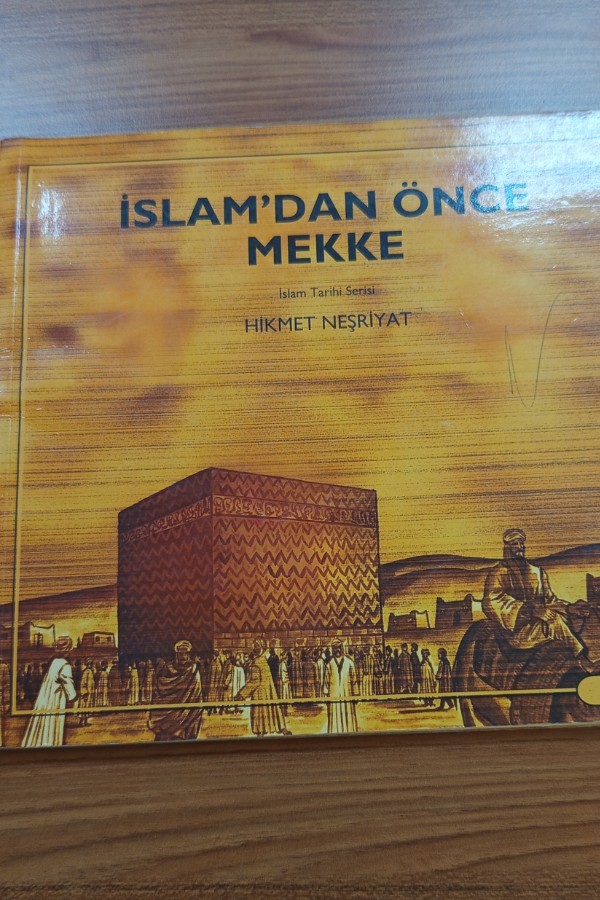 İSLAM'DAN ÖNCE
MEKKE
İslam Tarihi Serisi
HİKMET NEŞRİYAT